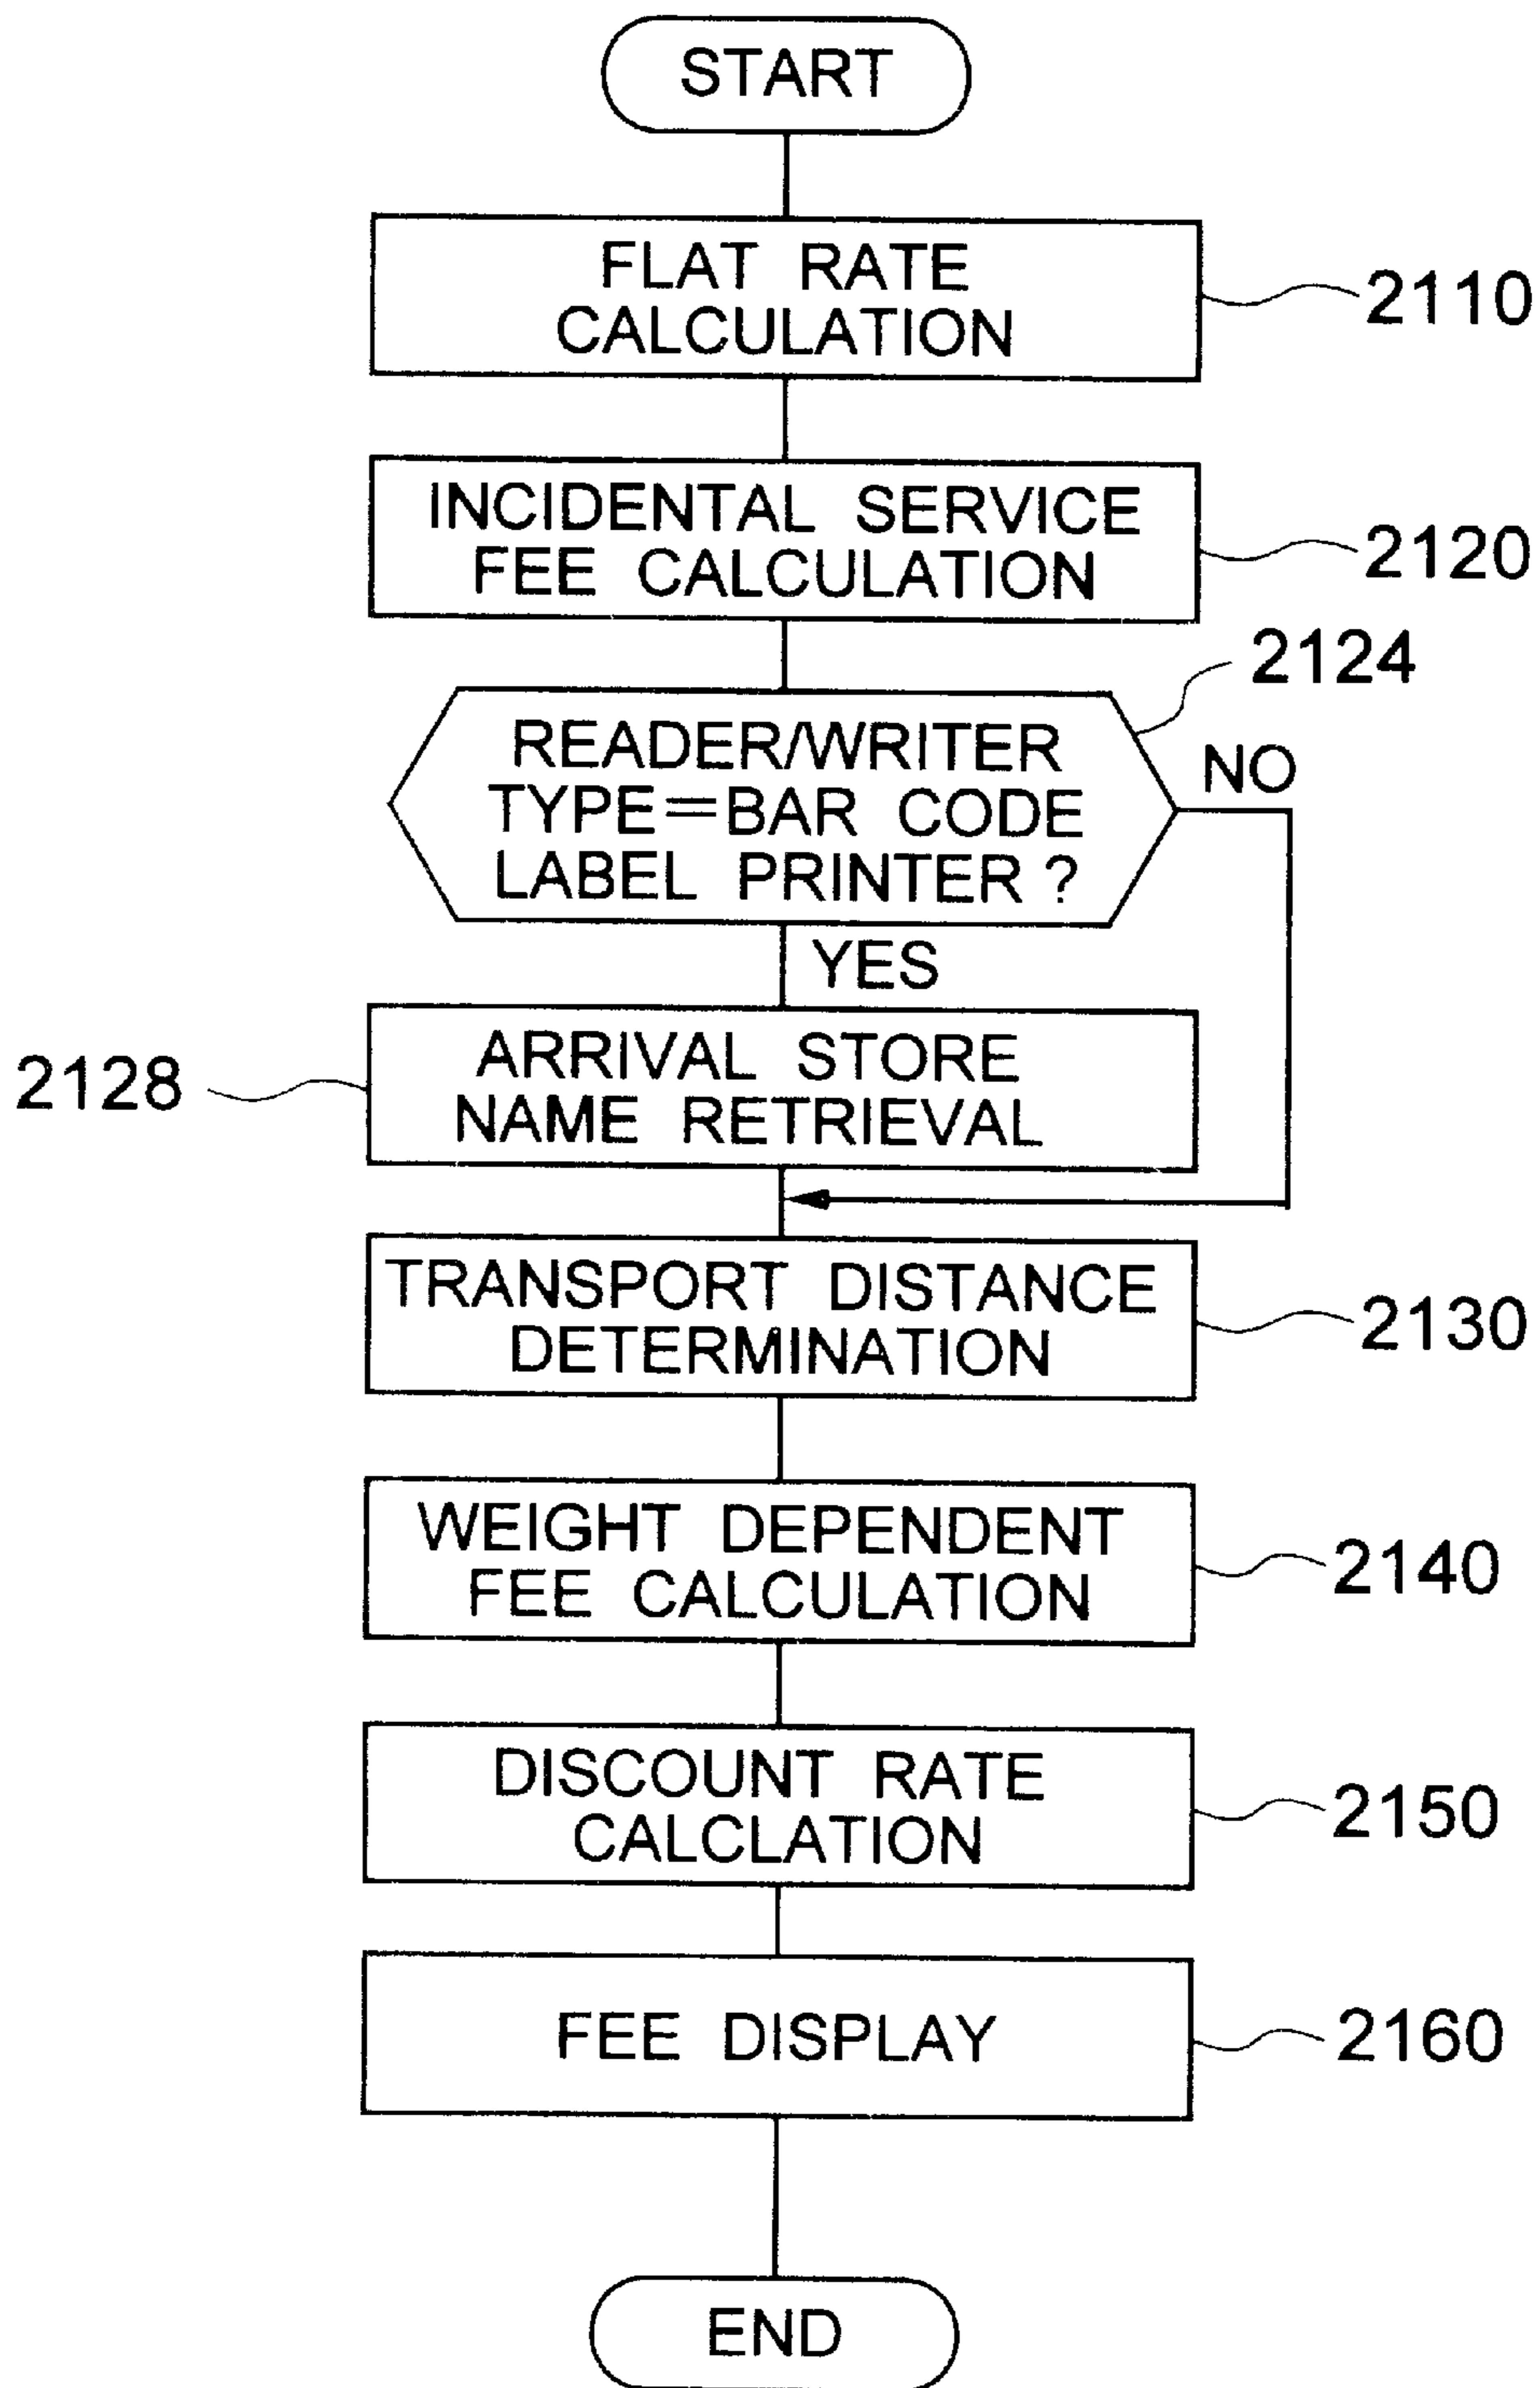 START
FLAT RATE
CALCULATION
2110
INCIDENTAL SERVICE
FEE CALCULATION
2120
2124
READER/WRITER
TYPE=BAR CODE
LABEL PRINTER ?
NO
YES
ARRIVAL STORE
NAME RETRIEVAL
2128
TRANSPORT DISTANCE
DETERMINATION
2130
WEIGHT DEPENDENT
FEE CALCULATION
2140
DISCOUNT RATE
CALCLATION
2150
FEE DISPLAY
2160
END